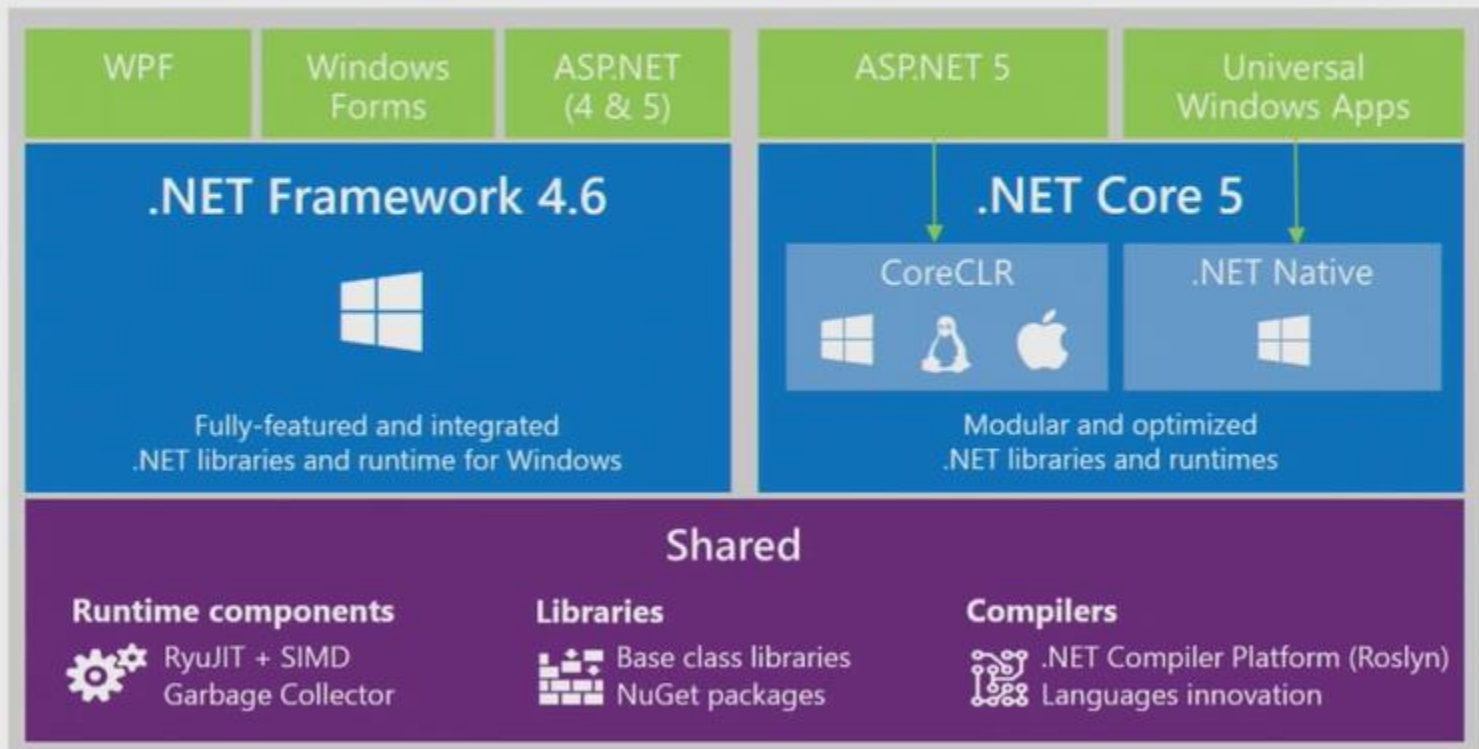 WPF
Windows
Forms
ASP.NET
(4 & 5)
ASP.NET 5
Universal
Windows Apps
.NET Framework 4.6
Fully-featured and integrated
.NET libraries and runtime for Windows
.NET Core 5
CoreCLR
.NET Native
Modular and optimized
.NET libraries and runtimes
Shared
Runtime components
RyuJIT + SIMD
Garbage Collector
Libraries
Base class libraries
NuGet packages
Compilers
.NET Compiler Platform (Roslyn)
Languages innovation